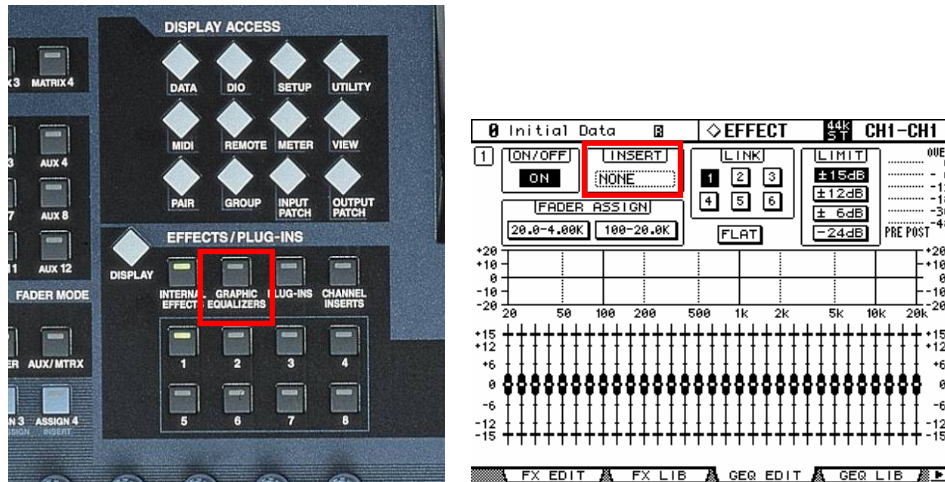 DISPLAY ACCESS
DATA DIO SETUP UTILITY
MIDI REMOTE METER VIEW
PAIR GROUP INPUT PATCH OUTPUT PATCH
DISPLAY
EFFECTS/PLUG-INS
INTERNAL EFFECTS GRAPHIC EQUALIZERS PLUG-INS CHANNEL INSERTS
1 2 3 4
5 6 7 8
MATRIX 4
AUX 4
AUX 8
AUX 12
FADER MODE
AUX/MTRX
ASSIGN 4
INSERT
0 Initial Data R EFFECT 44k ST CH1-CH1
1 ON/OFF INSERT LINK LIMIT
ON NONE 1 2 3 ±15dB
4 5 6 ±12dB
FADER ASSIGN ± 6dB
20.0-4.00K 100-20.0K FLAT -24dB PRE POST
+20
+10
0
-10
-20
20 50 100 200 500 1k 2k 5k 10k 20k
+15
+12
+6
0
-6
-12
-15
FX EDIT FX LIB GEQ EDIT GEQ LIB